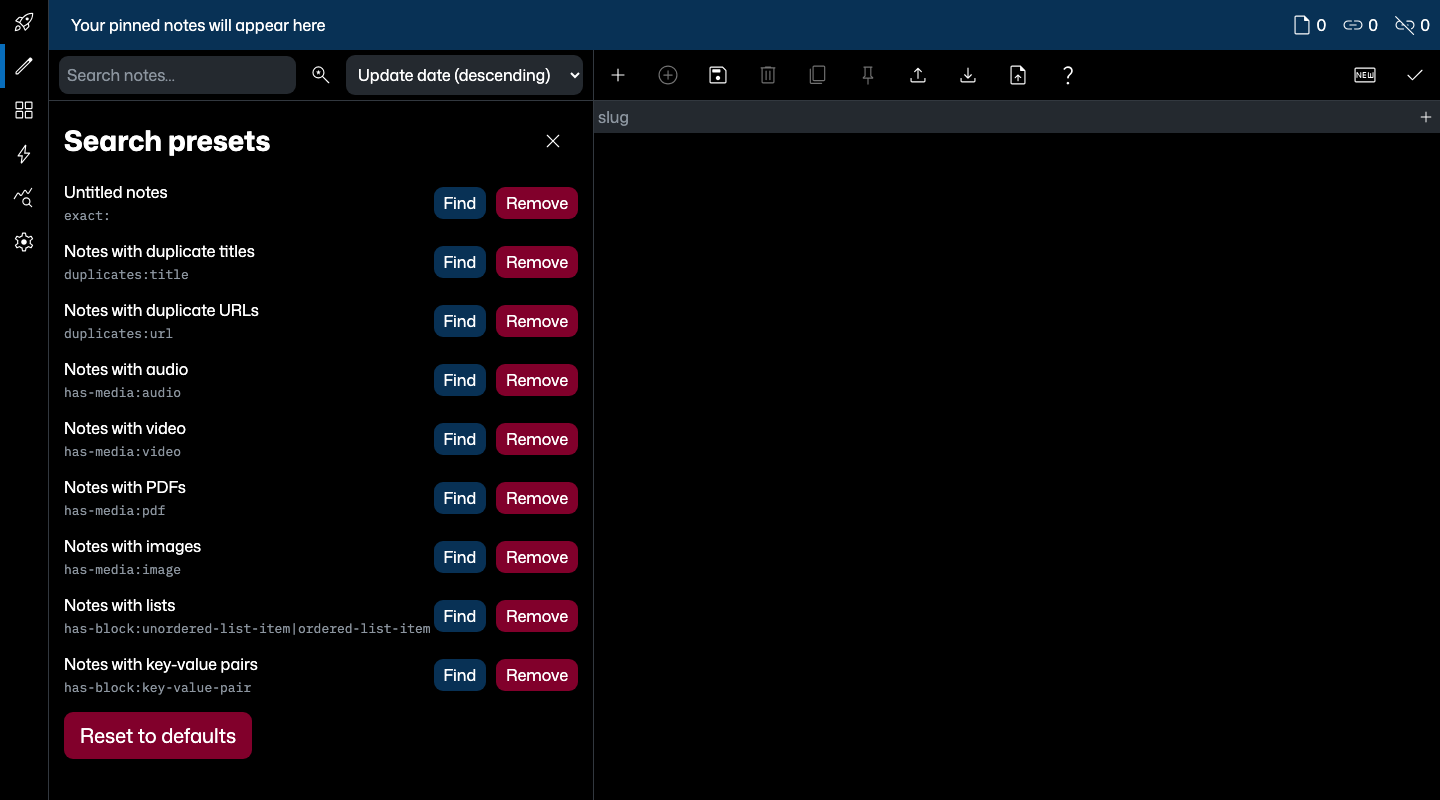 Your pinned notes will appear here
0 0 0
Search notes...
Update date (descending)
NEW
slug
Search presets
Untitled notes
exact:
Find Remove
Notes with duplicate titles
duplicates:title
Find Remove
Notes with duplicate URLs
duplicates:url
Find Remove
Notes with audio
has-media:audio
Find Remove
Notes with video
has-media:video
Find Remove
Notes with PDFs
has-media:pdf
Find Remove
Notes with images
has-media:image
Find Remove
Notes with lists
has-block:unordered-list-item|ordered-list-item
Find Remove
Notes with key-value pairs
has-block:key-value-pair
Find Remove
Reset to defaults